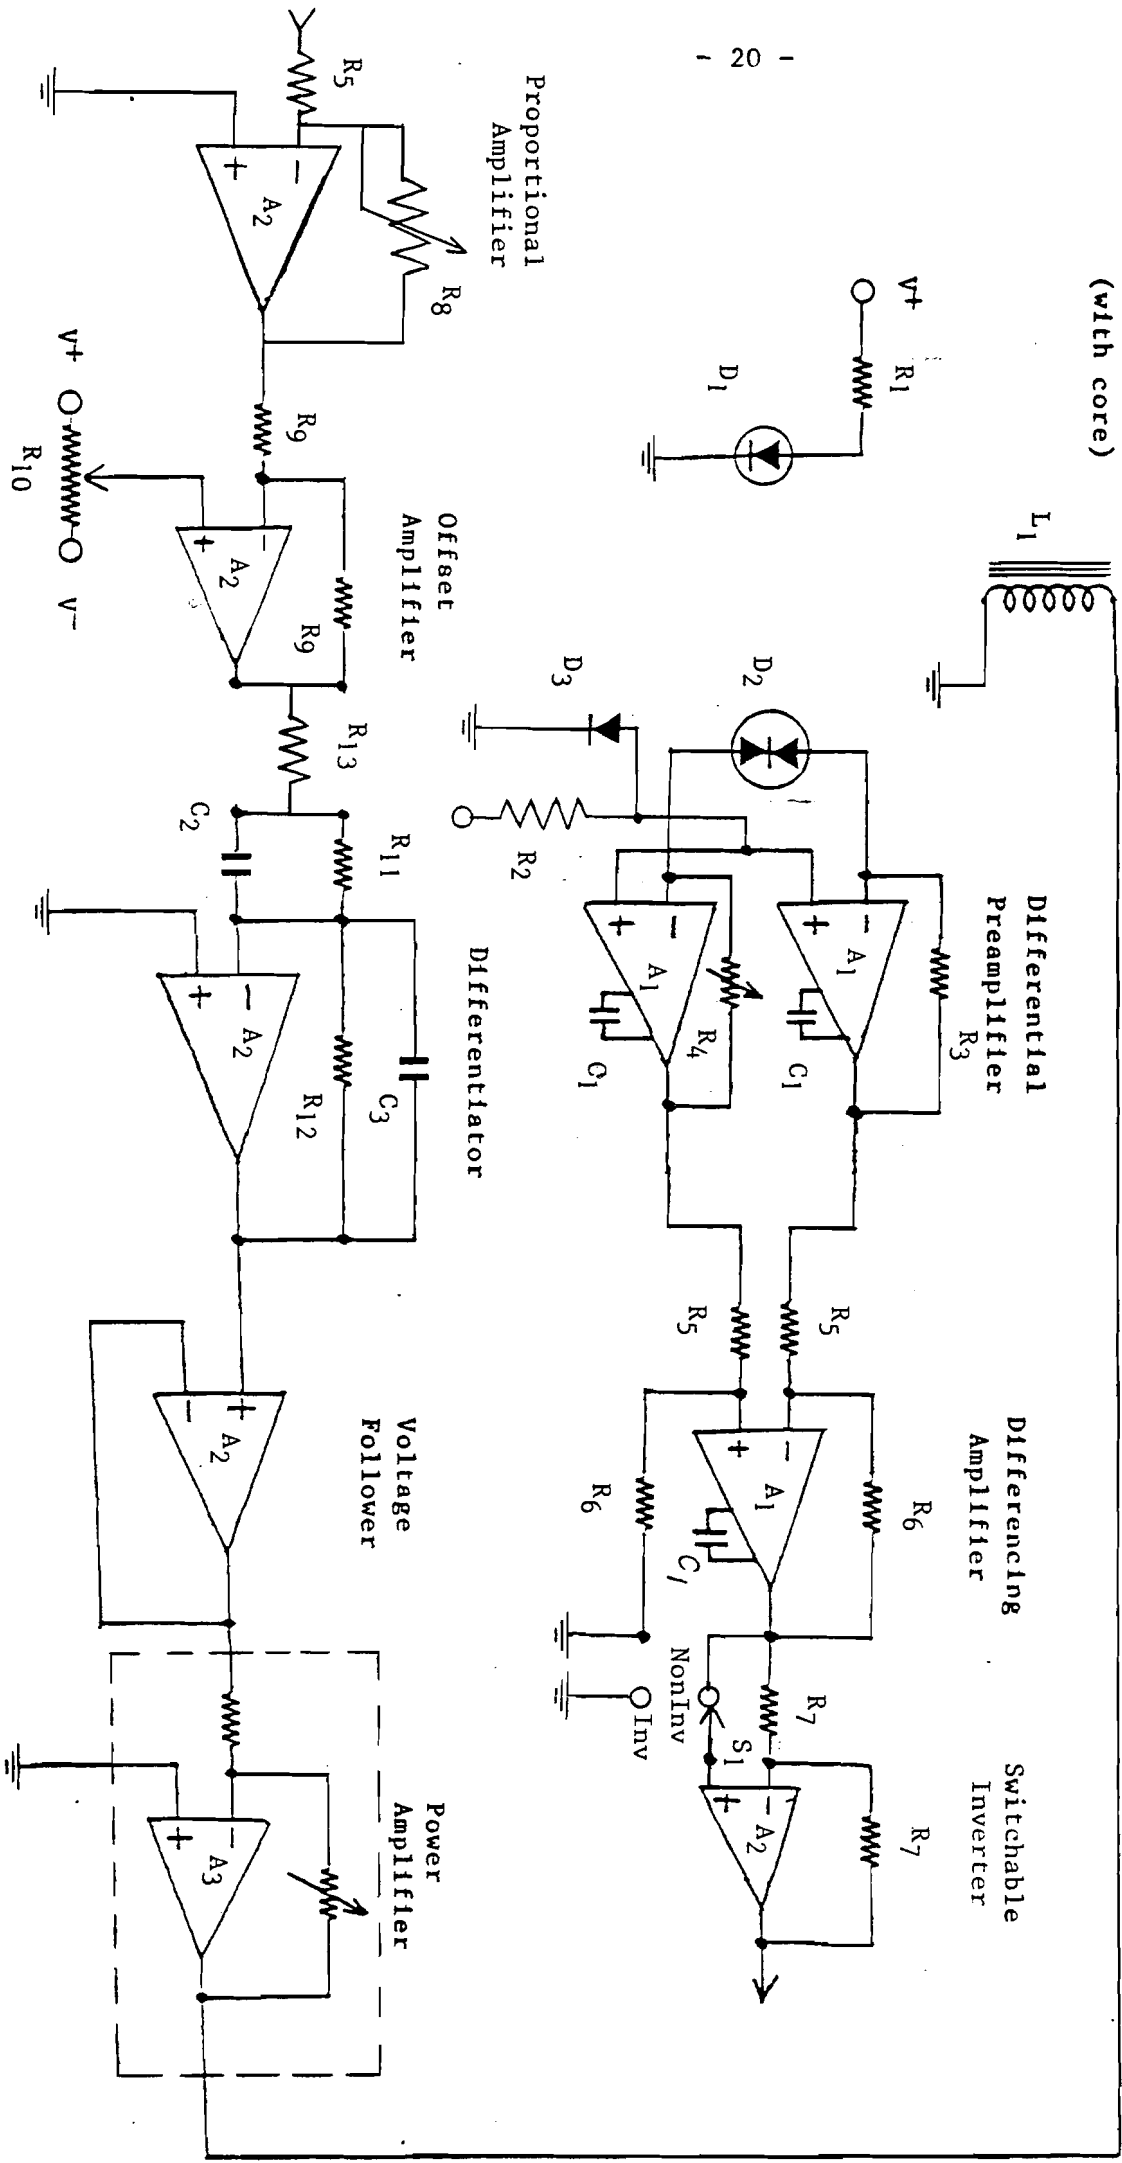 - 20 -
(with core)
L1
V+
R1
D1
D2
D3
R2
Differential
Preamplifier
R3
A1
C1
A1
R4
C1
R5
R5
Differencing
Amplifier
R6
A1
C1
R6
NonInv
Inv
S1
Switchable
Inverter
R7
R7
A2
Proportional
Amplifier
R5
R8
A2
V+
R10
V-
R9
Offset
Amplifier
R9
A2
R13
C2
R11
Differentiator
A2
R12
C3
Voltage
Follower
A2
Power
Amplifier
A3
+
-
+
-
+
-
+
-
+
-
+
-
+
-
+
-
+
-